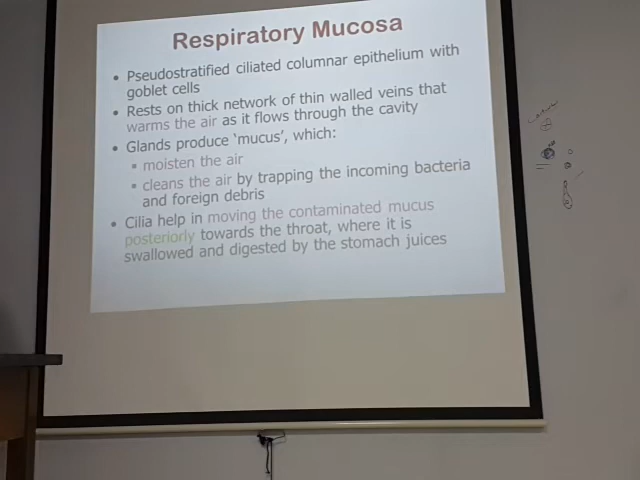 Respiratory Mucosa
• Pseudostratified ciliated columnar epithelium with
goblet cells
• Rests on thick network of thin walled veins that
warms the air as it flows through the cavity
• Glands produce ‘mucus’, which:
▪ moisten the air
▪ cleans the air by trapping the incoming bacteria
and foreign debris
• Cilia help in moving the contaminated mucus
posteriorly towards the throat, where it is
swallowed and digested by the stomach juices